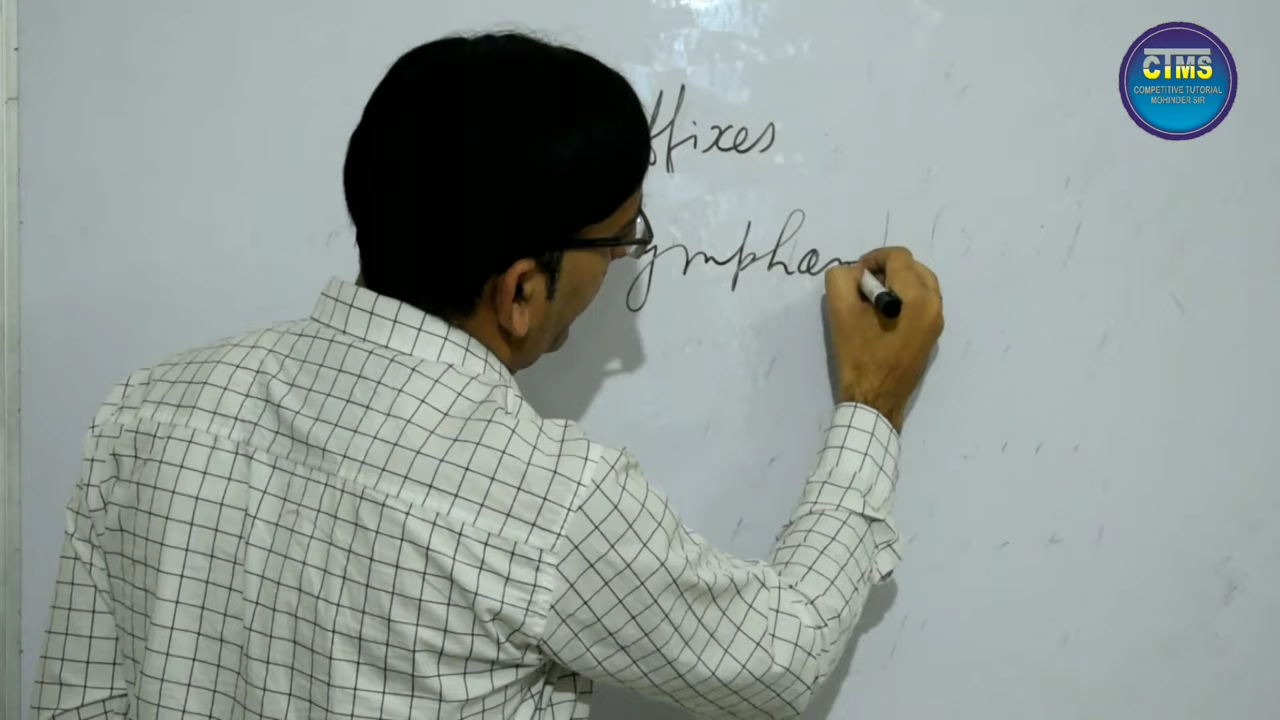 CTMS
COMPETITIVE TUTORIAL
MOHINDER SIR
ffixes
ymphan